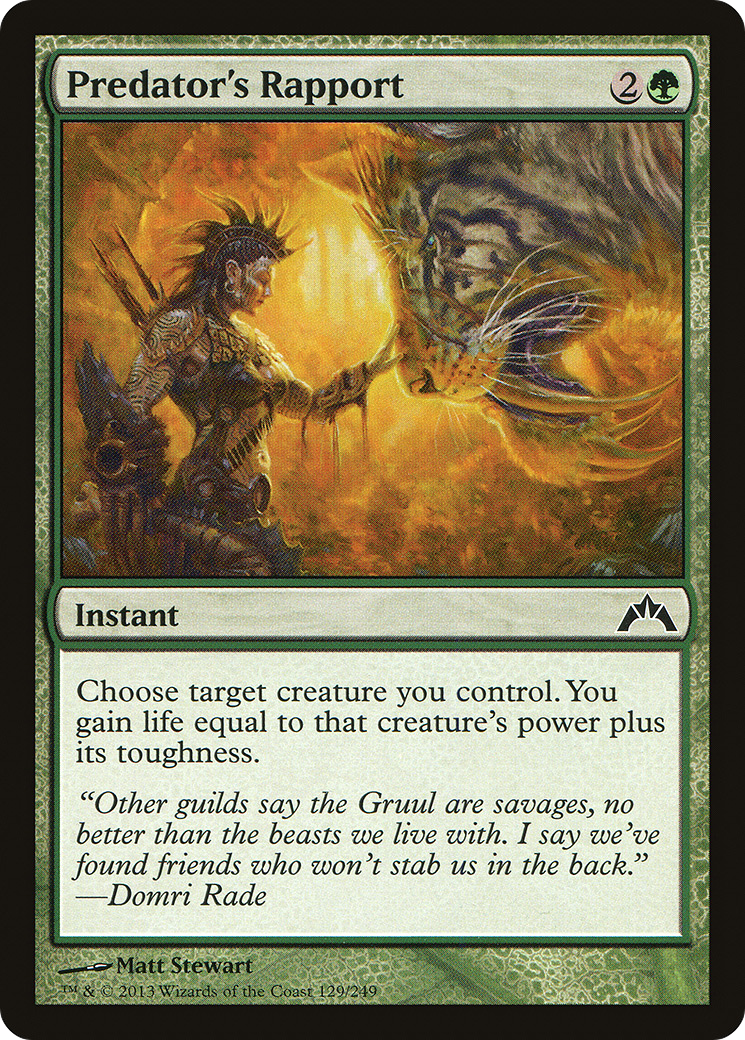 Predator's Rapport 2
Instant
Choose target creature you control. You
gain life equal to that creature's power plus
its toughness.
“Other guilds say the Gruul are savages, no
better than the beasts we live with. I say we've
found friends who won't stab us in the back.”
—Domri Rade
Matt Stewart
™ & © 2013 Wizards of the Coast 129/249